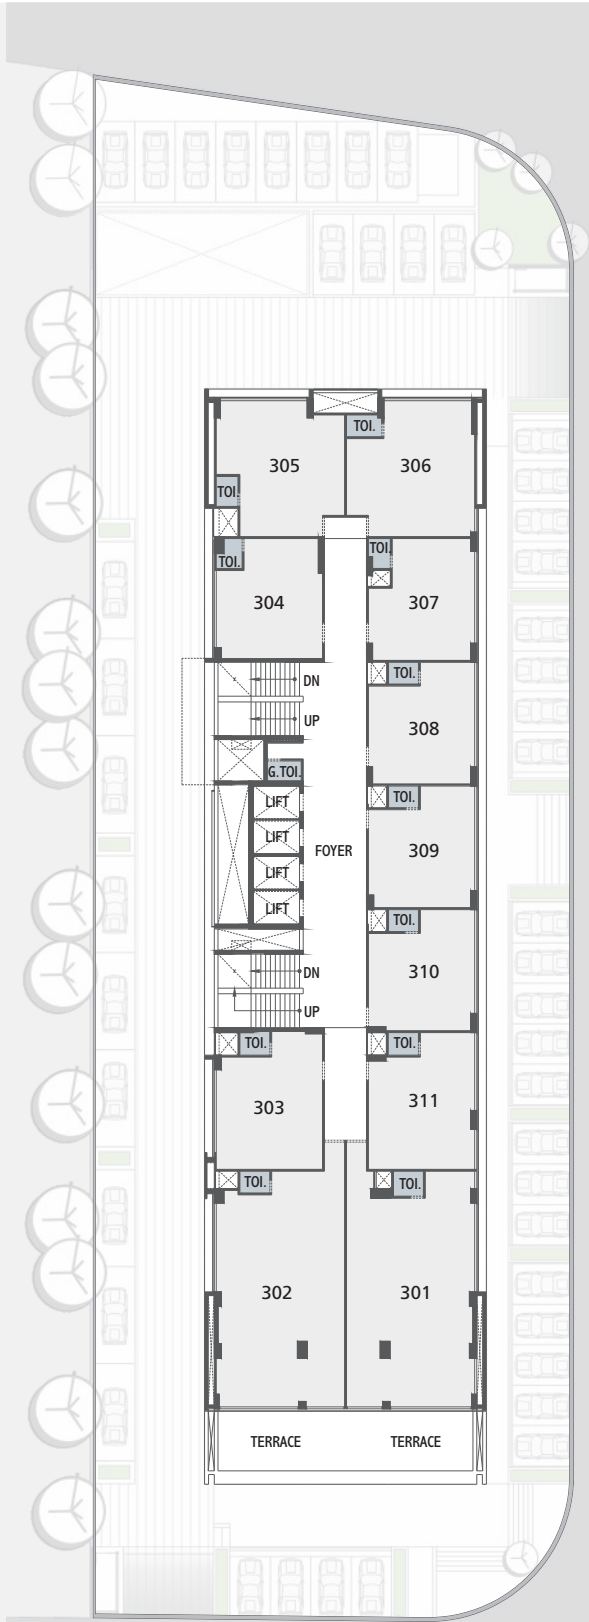 TOI.
305
306
TOI.
TOI.
TOI.
304
307
DN
TOI.
UP
308
G.TOI.
LIFT
TOI.
LIFT
FOYER
309
LIFT
LIFT
TOI.
DN
310
UP
TOI.
TOI.
303
311
TOI.
TOI.
302
301
TERRACE
TERRACE